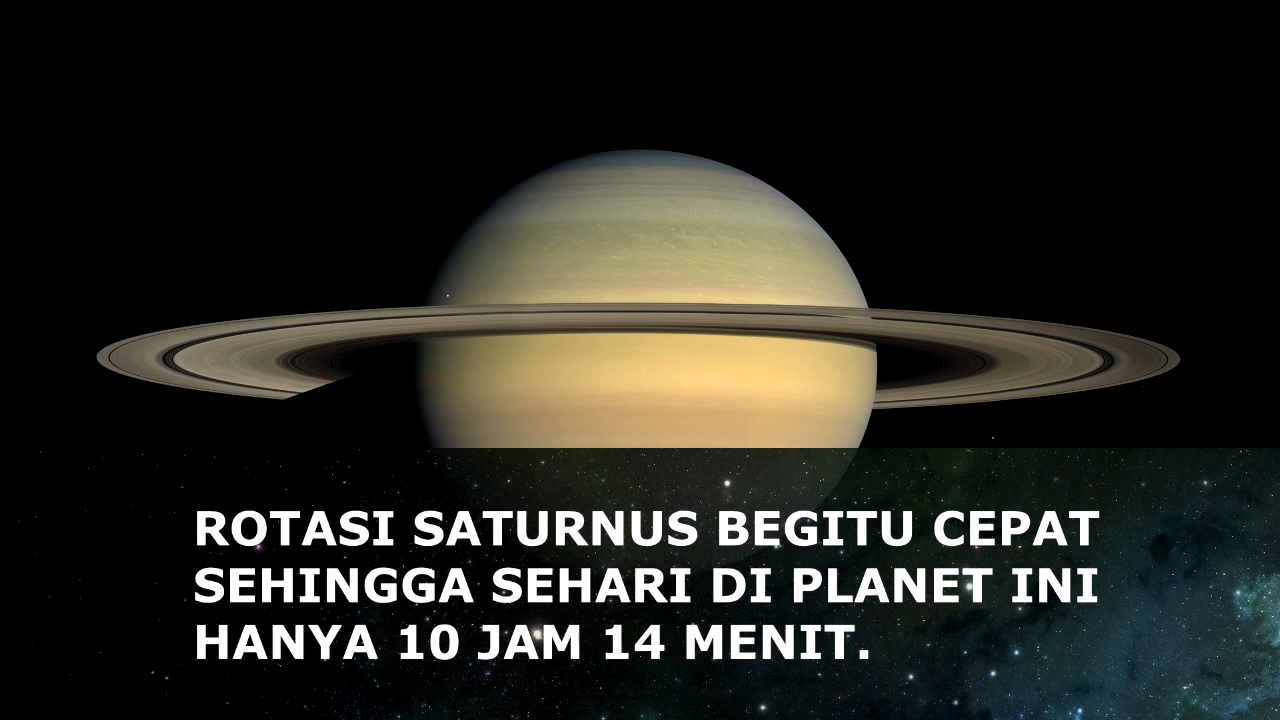 ROTASI SATURNUS BEGITU CEPAT
SEHINGGA SEHARI DI PLANET INI
HANYA 10 JAM 14 MENIT.